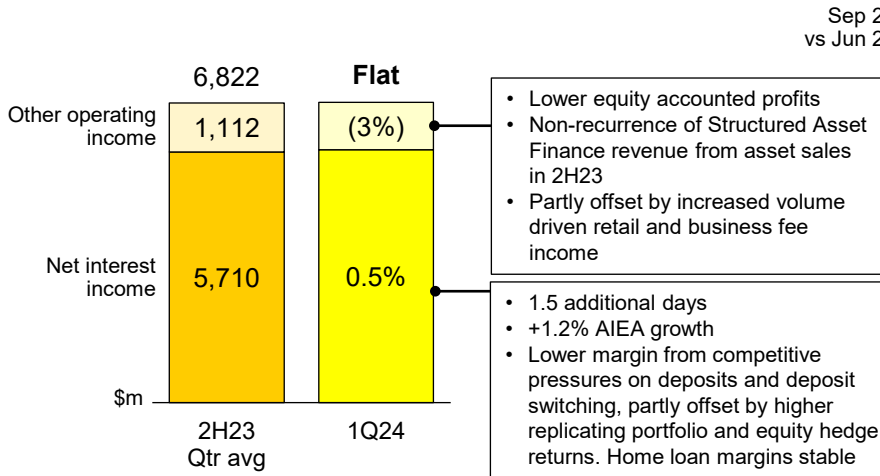 Sep 2
vs Jun 2
6,822
Flat
Other operating
income
1,112
(3%)
• Lower equity accounted profits
• Non-recurrence of Structured Asset
Finance revenue from asset sales
in 2H23
• Partly offset by increased volume
driven retail and business fee
income
Net interest
income
5,710
0.5%
• 1.5 additional days
• +1.2% AIEA growth
• Lower margin from competitive
pressures on deposits and deposit
switching, partly offset by higher
replicating portfolio and equity hedge
returns. Home loan margins stable
$m
2H23
Qtr avg
1Q24